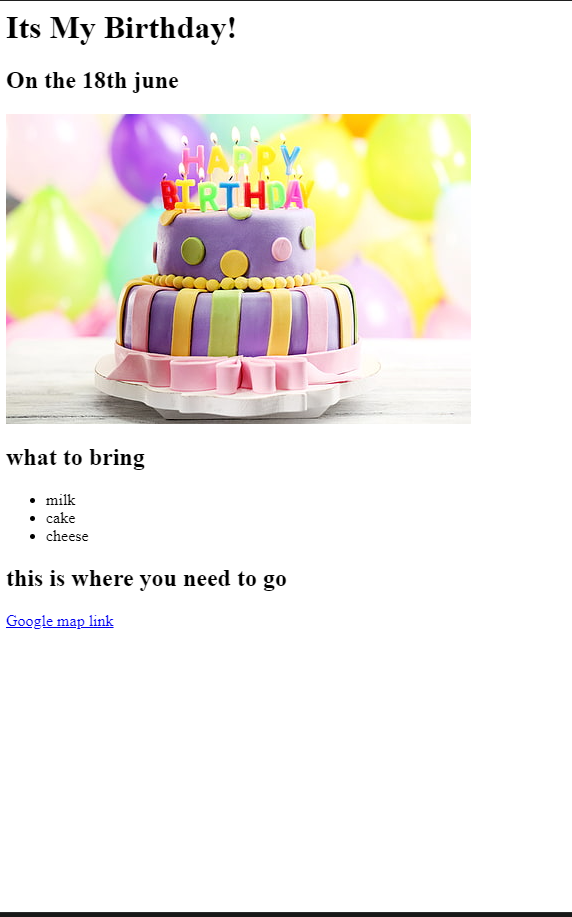 Its My Birthday!
On the 18th june
HAPPY
BIRTHDAY
what to bring
milk
cake
cheese
this is where you need to go
Google map link